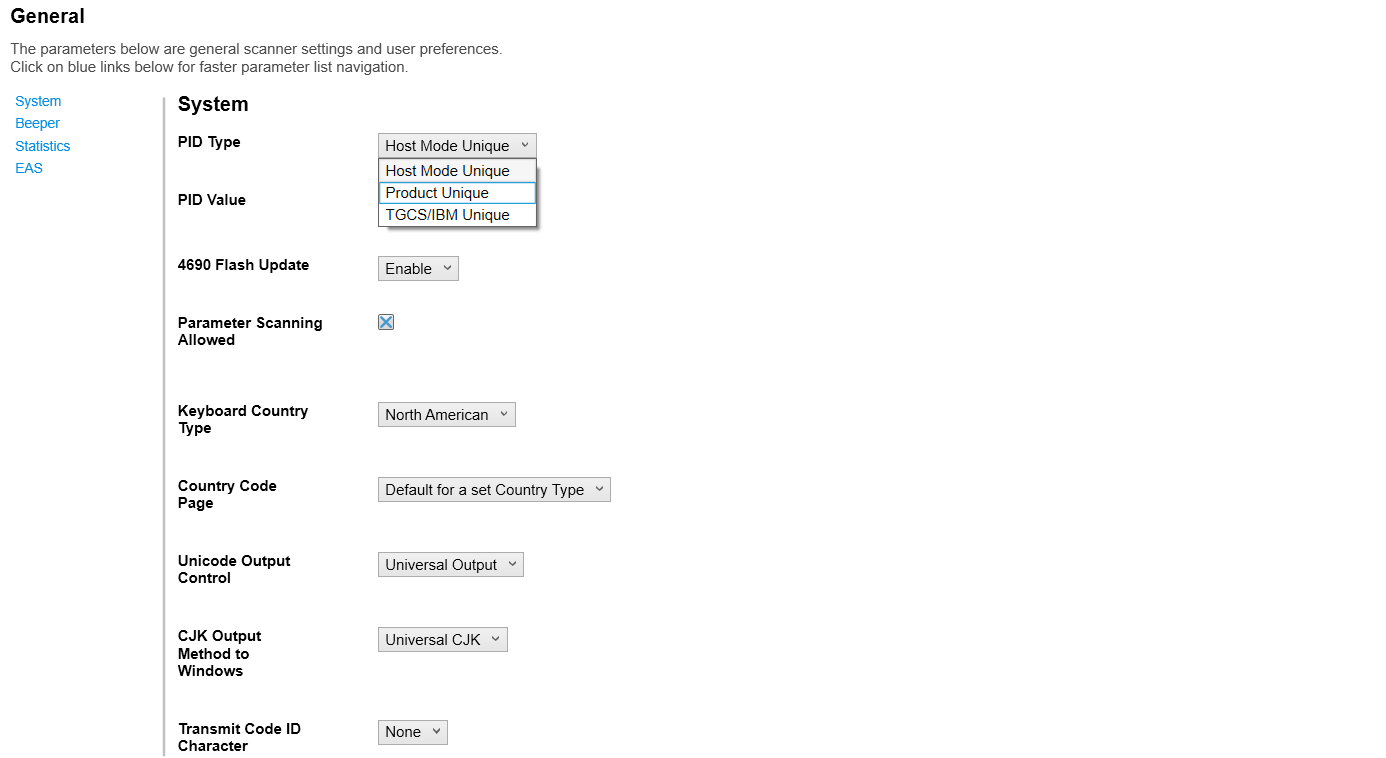 General
The parameters below are general scanner settings and user preferences.
Click on blue links below for faster parameter list navigation.
System
Beeper
Statistics
EAS
System
PID Type
Host Mode Unique
Host Mode Unique
Product Unique
TGCS/IBM Unique
PID Value
4690 Flash Update
Enable
Parameter Scanning
Allowed
Keyboard Country
Type
North American
Country Code
Page
Default for a set Country Type
Unicode Output
Control
Universal Output
CJK Output
Method to
Windows
Universal CJK
Transmit Code ID
Character
None